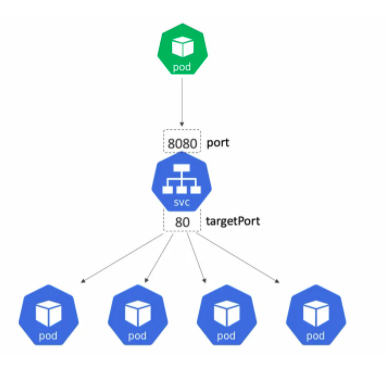 pod
8080 port
svc
80 targetPort
pod pod pod pod